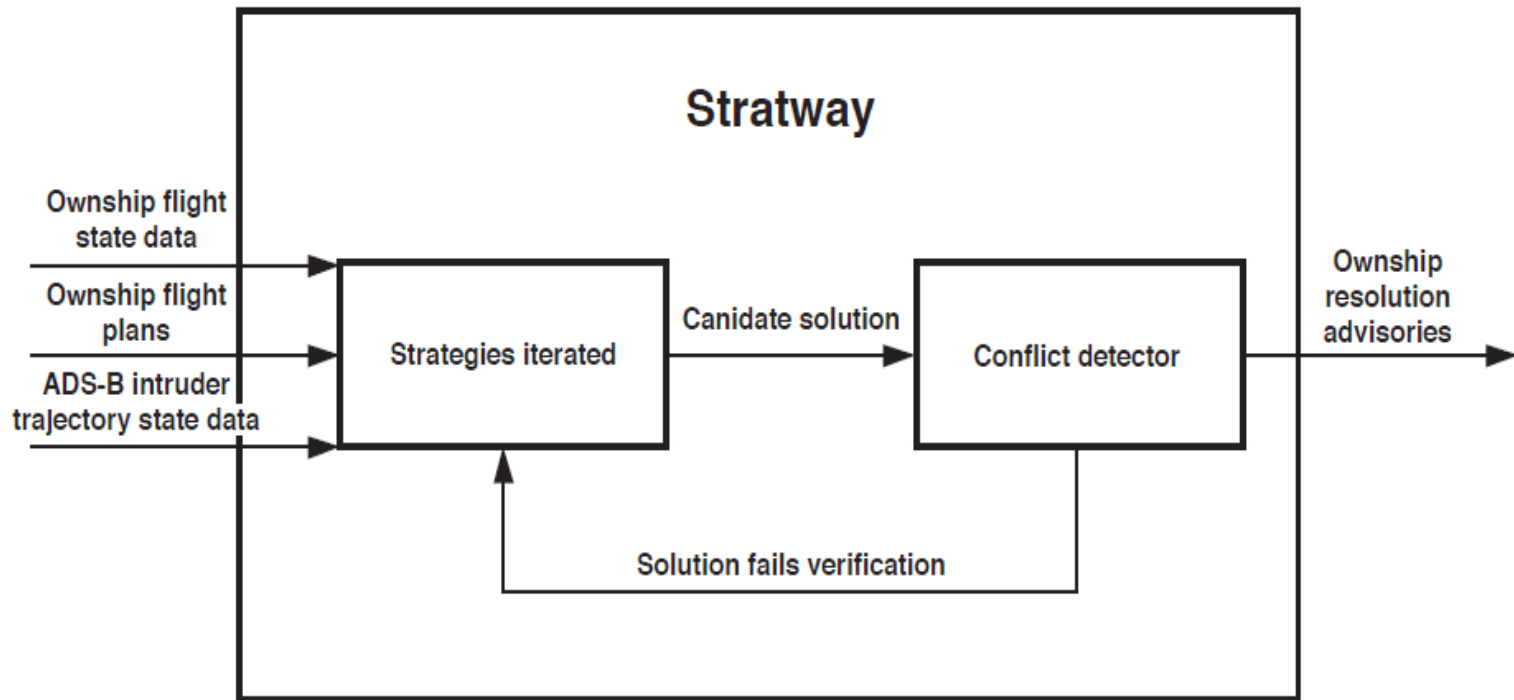 Stratway
Ownship flight
state data
Ownship flight
plans
ADS-B intruder
trajectory state data
Strategies iterated
Canidate solution
Conflict detector
Ownship
resolution
advisories
Solution fails verification